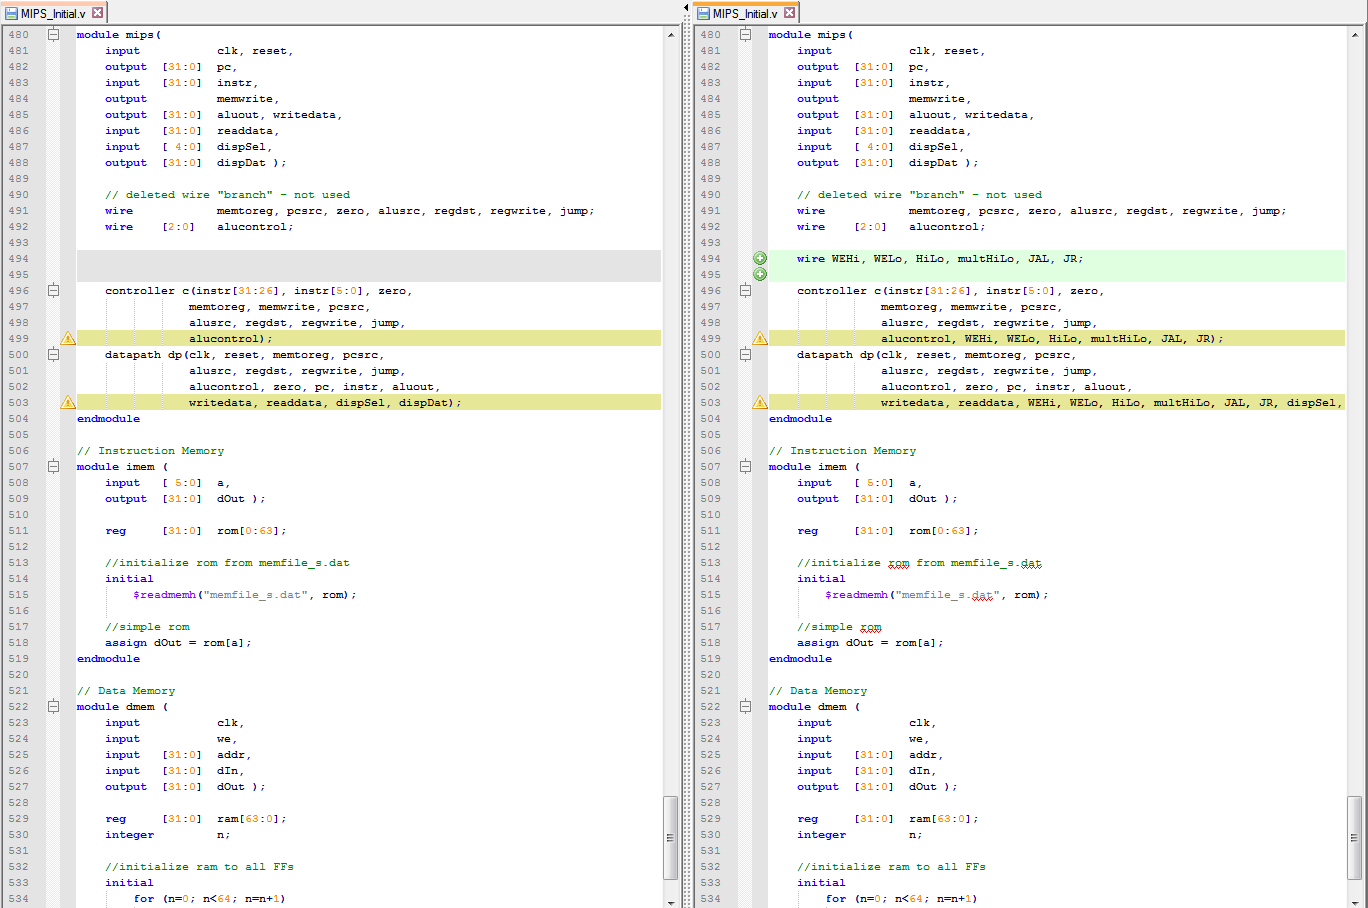 MIPS_Initial.v
480 module mips(
481 input clk, reset,
482 output [31:0] pc,
483 input [31:0] instr,
484 output memwrite,
485 output [31:0] aluout, writedata,
486 input [31:0] readdata,
487 input [ 4:0] dispSel,
488 output [31:0] dispDat );
489
490 // deleted wire "branch" - not used
491 wire memtoreg, pcsrc, zero, alusrc, regdst, regwrite, jump;
492 wire [2:0] alucontrol;
493
494
495
496 controller c(instr[31:26], instr[5:0], zero,
497 memtoreg, memwrite, pcsrc,
498 alusrc, regdst, regwrite, jump,
499 alucontrol);
500 datapath dp(clk, reset, memtoreg, pcsrc,
501 alusrc, regdst, regwrite, jump,
502 alucontrol, zero, pc, instr, aluout,
503 writedata, readdata, dispSel, dispDat);
504 endmodule
505
506 // Instruction Memory
507 module imem (
508 input [ 5:0] a,
509 output [31:0] dOut );
510
511 reg [31:0] rom[0:63];
512
513 //initialize rom from memfile_s.dat
514 initial
515 $readmemh("memfile_s.dat", rom);
516
517 //simple rom
518 assign dOut = rom[a];
519 endmodule
520
521 // Data Memory
522 module dmem (
523 input clk,
524 input we,
525 input [31:0] addr,
526 input [31:0] dIn,
527 output [31:0] dOut );
528
529 reg [31:0] ram[63:0];
530 integer n;
531
532 //initialize ram to all FFs
533 initial
534 for (n=0; n<64; n=n+1)
MIPS_Initial.v
480 module mips(
481 input clk, reset,
482 output [31:0] pc,
483 input [31:0] instr,
484 output memwrite,
485 output [31:0] aluout, writedata,
486 input [31:0] readdata,
487 input [ 4:0] dispSel,
488 output [31:0] dispDat );
489
490 // deleted wire "branch" - not used
491 wire memtoreg, pcsrc, zero, alusrc, regdst, regwrite, jump;
492 wire [2:0] alucontrol;
493
494 wire WEHi, WELo, HiLo, multHiLo, JAL, JR;
495
496 controller c(instr[31:26], instr[5:0], zero,
497 memtoreg, memwrite, pcsrc,
498 alusrc, regdst, regwrite, jump,
499 alucontrol, WEHi, WELo, HiLo, multHiLo, JAL, JR);
500 datapath dp(clk, reset, memtoreg, pcsrc,
501 alusrc, regdst, regwrite, jump,
502 alucontrol, zero, pc, instr, aluout,
503 writedata, readdata, WEHi, WELo, HiLo, multHiLo, JAL, JR, dispSel,
504 endmodule
505
506 // Instruction Memory
507 module imem (
508 input [ 5:0] a,
509 output [31:0] dOut );
510
511 reg [31:0] rom[0:63];
512
513 //initialize rom from memfile_s.dat
514 initial
515 $readmemh("memfile_s.dat", rom);
516
517 //simple rom
518 assign dOut = rom[a];
519 endmodule
520
521 // Data Memory
522 module dmem (
523 input clk,
524 input we,
525 input [31:0] addr,
526 input [31:0] dIn,
527 output [31:0] dOut );
528
529 reg [31:0] ram[63:0];
530 integer n;
531
532 //initialize ram to all FFs
533 initial
534 for (n=0; n<64; n=n+1)